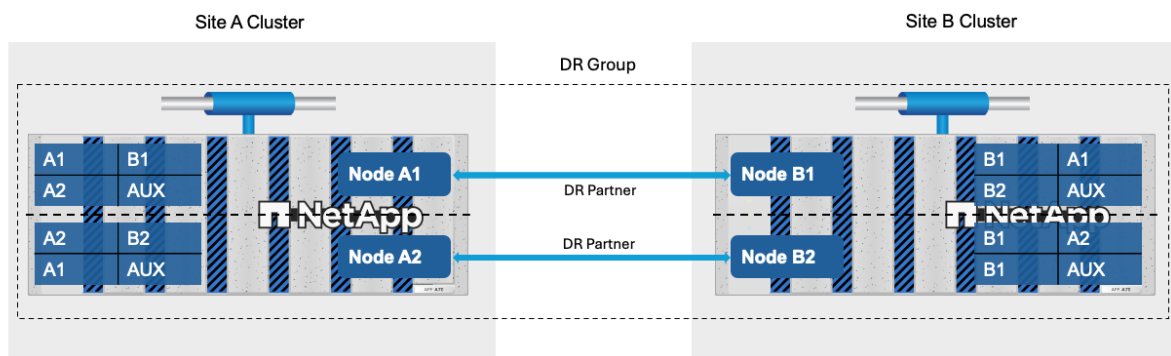 Site A Cluster
Site B Cluster
DR Group
A1 B1
A2 AUX
A2 B2
A1 AUX
Node A1
Node A2
NetApp
DR Partner
DR Partner
Node B1
Node B2
B1 A1
B2 AUX
NetApp
B1 A2
B1 AUX